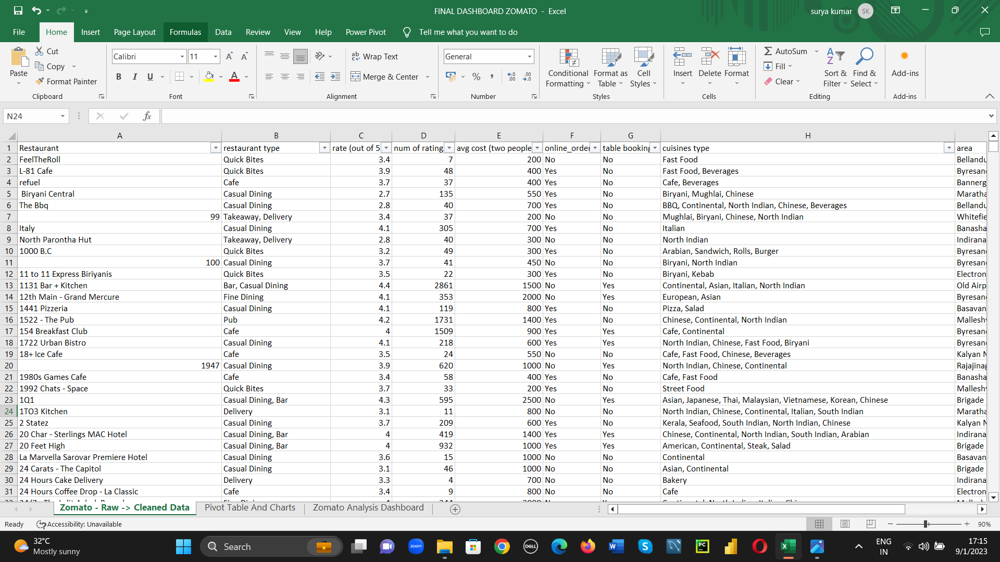 FINAL DASHBOARD ZOMATO - Excel
surya kumar SK
File Home Insert Page Layout Formulas Data Review View Help Power Pivot Tell me what you want to do
Paste Cut Copy Format Painter Clipboard
Calibri 11 B I U A Font
Wrap Text Merge & Center Alignment
General % Number
Conditional Formatting Format as Table Cell Styles Styles
Insert Delete Format Cells
AutoSum Fill Clear Sort & Filter Find & Select Editing
Add-ins Add-ins
N24 fx
A B C D E F G H
1 Restaurant restaurant type rate (out of 5 num of rating avg cost (two people online_order table booking cuisines type area
2 FeelTheRoll Quick Bites 3.4 7 200 No No Fast Food Bellandu
3 L-81 Cafe Quick Bites 3.9 48 400 Yes No Fast Food, Beverages Byresan
4 refuel Cafe 3.7 37 400 Yes No Cafe, Beverages Bannerg
5 Biryani Central Casual Dining 2.7 135 550 Yes No Biryani, Mughlai, Chinese Maratha
6 The Bbq Casual Dining 2.8 40 700 Yes No BBQ, Continental, North Indian, Chinese, Beverages Bellandu
7 99 Takeaway, Delivery 3.4 37 200 No No Mughlai, Biryani, Chinese, North Indian Whitefie
8 Italy Casual Dining 4.1 305 700 Yes No Italian Banasha
9 North Parontha Hut Takeaway, Delivery 2.8 40 300 No No North Indian Indirana
10 1000 B.C Quick Bites 3.2 49 300 Yes No Arabian, Sandwich, Rolls, Burger Byresan
11 100 Casual Dining 3.7 41 450 No No Biryani, North Indian Byresan
12 11 to 11 Express Biriyanis Quick Bites 3.5 22 300 Yes No Biryani, Kebab Electron
13 1131 Bar + Kitchen Bar, Casual Dining 4.4 2861 1500 No Yes Continental, Asian, Italian, North Indian Old Airp
14 12th Main - Grand Mercure Fine Dining 4.1 353 2000 No Yes European, Asian Byresan
15 1441 Pizzeria Casual Dining 4.1 119 800 Yes No Pizza, Salad Basavan
16 1522 - The Pub Pub 4.2 1731 1400 Yes No Chinese, Continental, North Indian Mallesh
17 154 Breakfast Club Cafe 4 1509 900 Yes Yes Cafe, Continental Byresan
18 1722 Urban Bistro Casual Dining 4.1 218 600 Yes Yes North Indian, Chinese, Fast Food, Biryani Byresan
19 18+ Ice Cafe Cafe 3.5 24 550 No No Cafe, Fast Food, Chinese, Beverages Kalyan N
20 1947 Casual Dining 3.9 620 1000 No Yes North Indian, Chinese, Continental Rajajinag
21 1980s Games Cafe Cafe 3.4 58 400 Yes No Cafe, Fast Food Banasha
22 1992 Chats - Space Quick Bites 3.7 33 200 Yes No Street Food Mallesh
23 1Q1 Casual Dining, Bar 4.3 595 2500 No Yes Asian, Japanese, Thai, Malaysian, Vietnamese, Korean, Chinese Brigade
24 1TO3 Kitchen Delivery 3.1 11 800 No No North Indian, Chinese, Continental, Italian, South Indian Maratha
25 2 Statez Casual Dining 3.7 209 600 Yes No Kerala, Seafood, South Indian, North Indian, Chinese Kalyan N
26 20 Char - Sterlings MAC Hotel Casual Dining, Bar 4 419 1400 Yes Yes Chinese, Continental, North Indian, South Indian, Arabian Indirana
27 20 Feet High Casual Dining, Bar 4 932 1000 Yes Yes American, Continental, Steak, Salad Brigade
28 La Marvella Sarovar Premiere Hotel Casual Dining 3.6 15 1000 No No Continental Basavan
29 24 Carats - The Capitol Casual Dining 3.1 46 1000 No No Asian, Continental Brigade
30 24 Hours Cake Delivery Delivery 3.3 4 700 No No Bakery Indirana
31 24 Hours Coffee Drop - La Classic Cafe 3.4 9 800 No No Cafe Electron
Zomato - Raw -> Cleaned Data Pivot Table And Charts Zomato Analysis Dashboard
Ready Accessibility: Unavailable 90%
32°C
Mostly sunny
Search
zoom DELL W S PC X
ENG
IN
17:15
9/1/2023